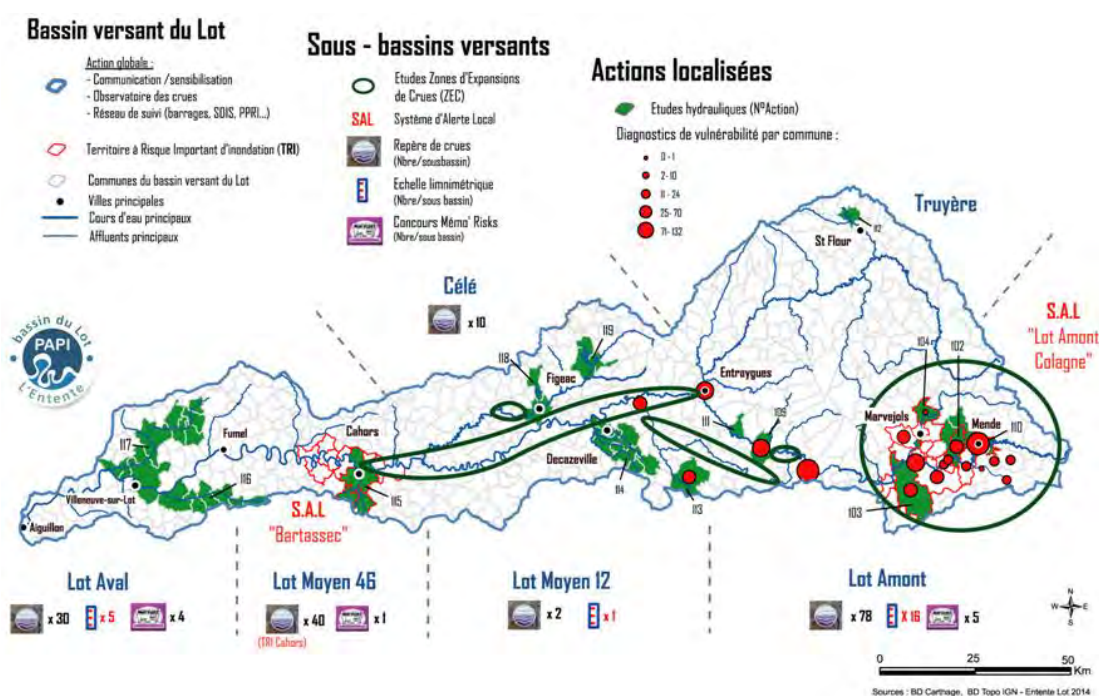 Bassin versant du Lot
Action globale :
- Communication /sensibilisation
- Observatoire des crues
- Réseau de suivi (barrages, SDIS, PPRI...)
Territoire à Risque Important d'inondation (TRI)
Communes du bassin versant du Lot
Villes principales
Cours d'eau principaux
Affluents principaux
Sous - bassins versants
Etudes Zones d'Expansions
de Crues (ZEC)
SAL Système d'Alerte Local
Repère de crues
(Nbre/sousbassin)
Echelle limnimétrique
(Nbre/sous bassin)
Concours Mémo' Risks
(Nbre/sous bassin)
Actions localisées
Etudes hydrauliques (N°Action)
Diagnostics de vulnérabilité par commune :
0 - 1
2 - 10
11 - 24
25 - 70
71 - 132
Truyère
St Flour
112
Célé
x 10
S.A.L
"Lot Amont
Colagne"
bassin du Lot
PAPI
L'Entente...
119
118
Figeac
Entraygues
104
102
Marvejols
Mende
110
111
109
117
Fumel
Cahors
Decazeville
Villeneuve-sur-Lot
116
115
114
113
103
Aiguillon
S.A.L
"Bartassec"
Lot Aval
x 30
x 5
x 4
Lot Moyen 46
x 40
(TRI Cahors)
x 1
Lot Moyen 12
x 2
x 1
Lot Amont
x 78
X 16
x 5
N
W
E
S
0
25
50
Km
Sources : BD Carthage, BD Topo IGN - Entente Lot 2014